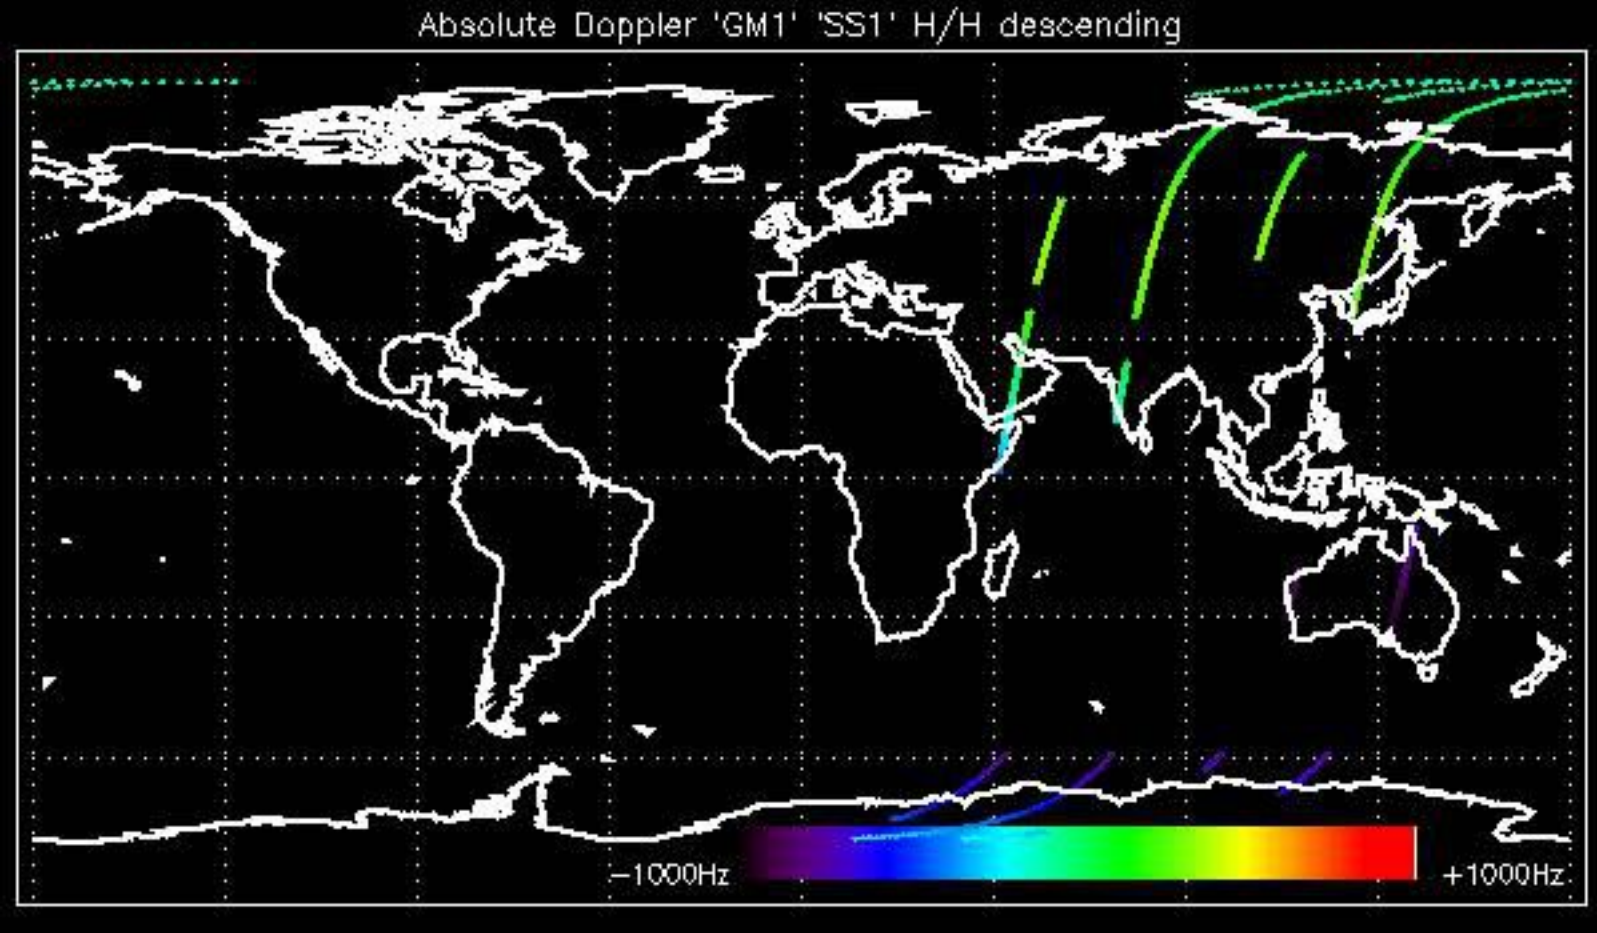 Absolute Doppler 'GM1' 'SS1' H/H descending
−1000Hz
+1000Hz